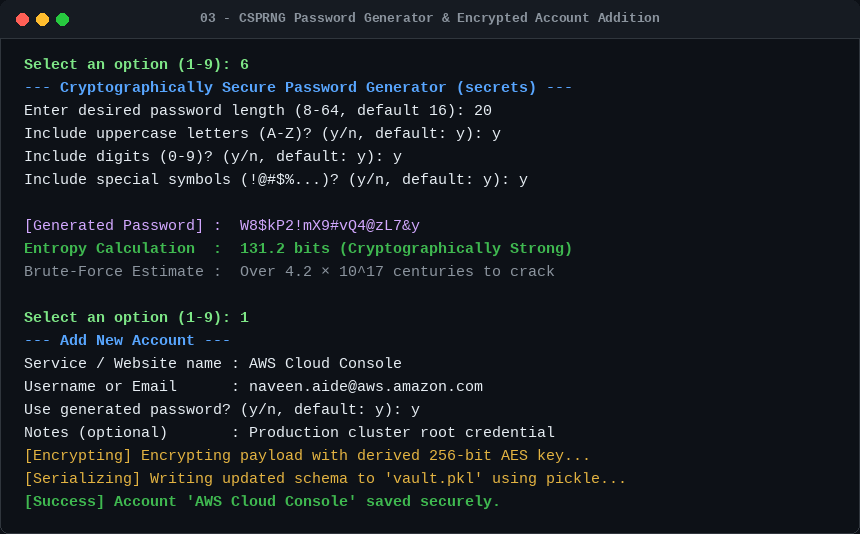 03 - CSPRNG Password Generator & Encrypted Account Addition
Select an option (1-9): 6
--- Cryptographically Secure Password Generator (secrets) ---
Enter desired password length (8-64, default 16): 20
Include uppercase letters (A-Z)? (y/n, default: y): y
Include digits (0-9)? (y/n, default: y): y
Include special symbols (!@#$%...)? (y/n, default: y): y
[Generated Password] :  W8$kP2!mX9#vQ4@zL7&y
Entropy Calculation  :  131.2 bits (Cryptographically Strong)
Brute-Force Estimate :  Over 4.2 × 10^17 centuries to crack
Select an option (1-9): 1
--- Add New Account ---
Service / Website name : AWS Cloud Console
Username or Email      : naveen.aide@aws.amazon.com
Use generated password? (y/n, default: y): y
Notes (optional)       : Production cluster root credential
[Encrypting] Encrypting payload with derived 256-bit AES key...
[Serializing] Writing updated schema to 'vault.pkl' using pickle...
[Success] Account 'AWS Cloud Console' saved securely.